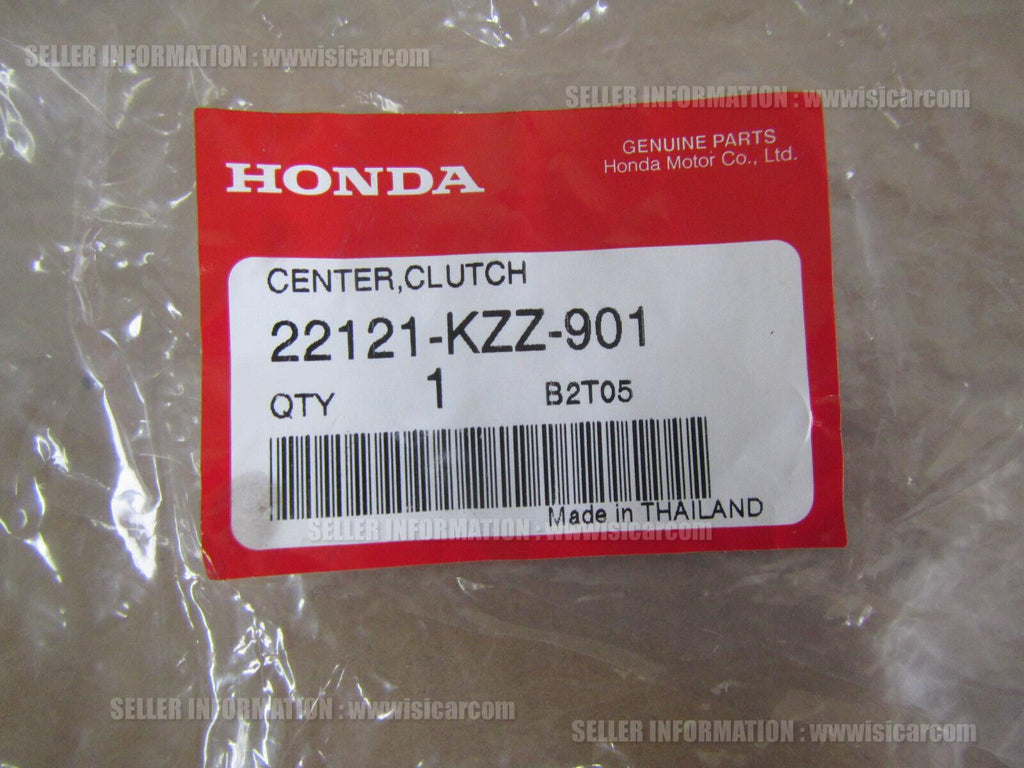 SELLER INFORMATION : wwwisicarcom
SELLER INFORMATION : wwwisicarcom
GENUINE PARTS
Honda Motor Co., Ltd.
HONDA
CENTER,CLUTCH
22121-KZZ-901
QTY 1 B2T05
Made in THAILAND
SELLER INFORMATION : wwwisicarcom
SELLER INFORMATION : wwwisicarcom
SELLER INFORMATION : wwwisicarcom